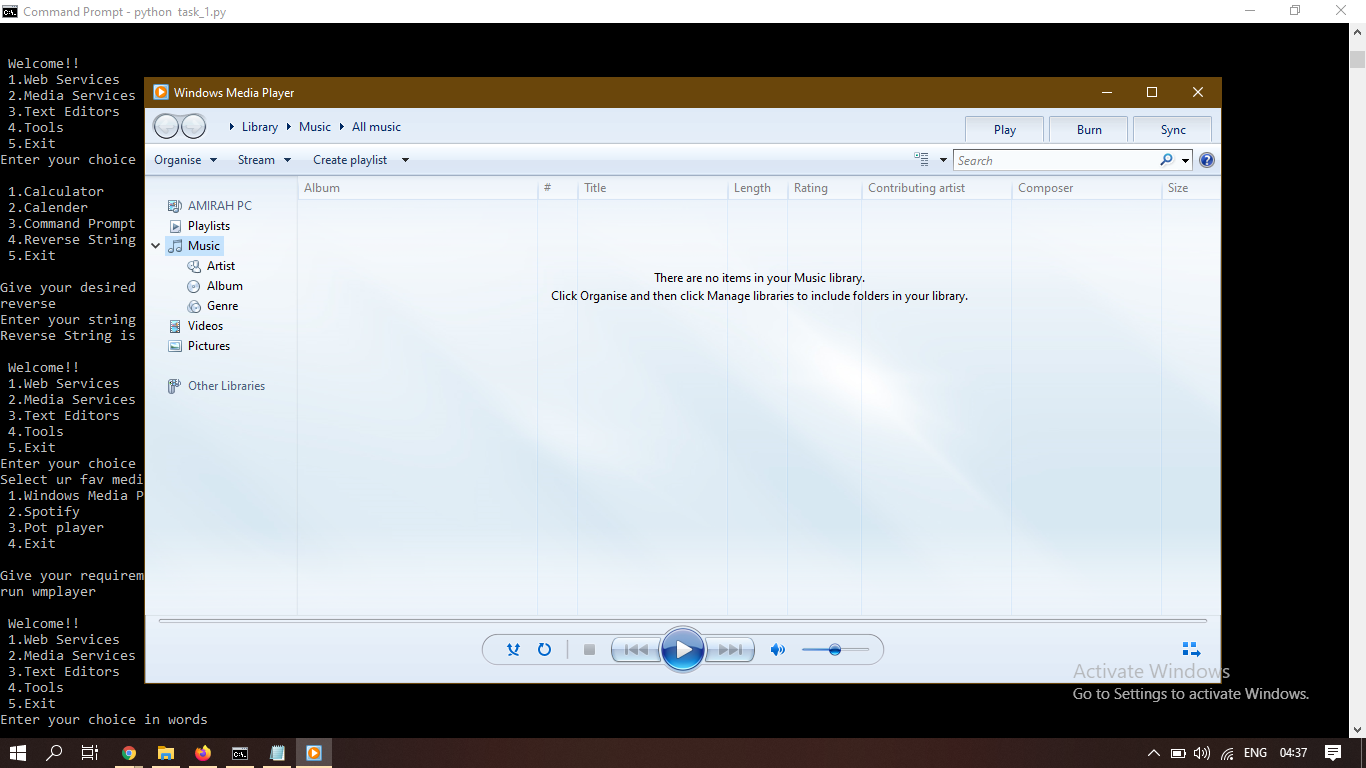 Command Prompt - python  task_1.py
Welcome!!
1.Web Services
2.Media Services
3.Text Editors
4.Tools
5.Exit
Enter your choice
1.Calculator
2.Calender
3.Command Prompt
4.Reverse String
5.Exit
Give your desired
reverse
Enter your string
Reverse String is
Welcome!!
1.Web Services
2.Media Services
3.Text Editors
4.Tools
5.Exit
Enter your choice
Select ur fav medi
1.Windows Media P
2.Spotify
3.Pot player
4.Exit
Give your requirem
run wmplayer
Welcome!!
1.Web Services
2.Media Services
3.Text Editors
4.Tools
5.Exit
Enter your choice in words
Windows Media Player
Library Music All music
Play Burn Sync
Organise Stream Create playlist Search
Album # Title Length Rating Contributing artist Composer Size
AMIRAH PC
Playlists
Music
Artist
Album
Genre
Videos
Pictures
Other Libraries
There are no items in your Music library.
Click Organise and then click Manage libraries to include folders in your library.
Activate Windows
Go to Settings to activate Windows.
ENG 04:37